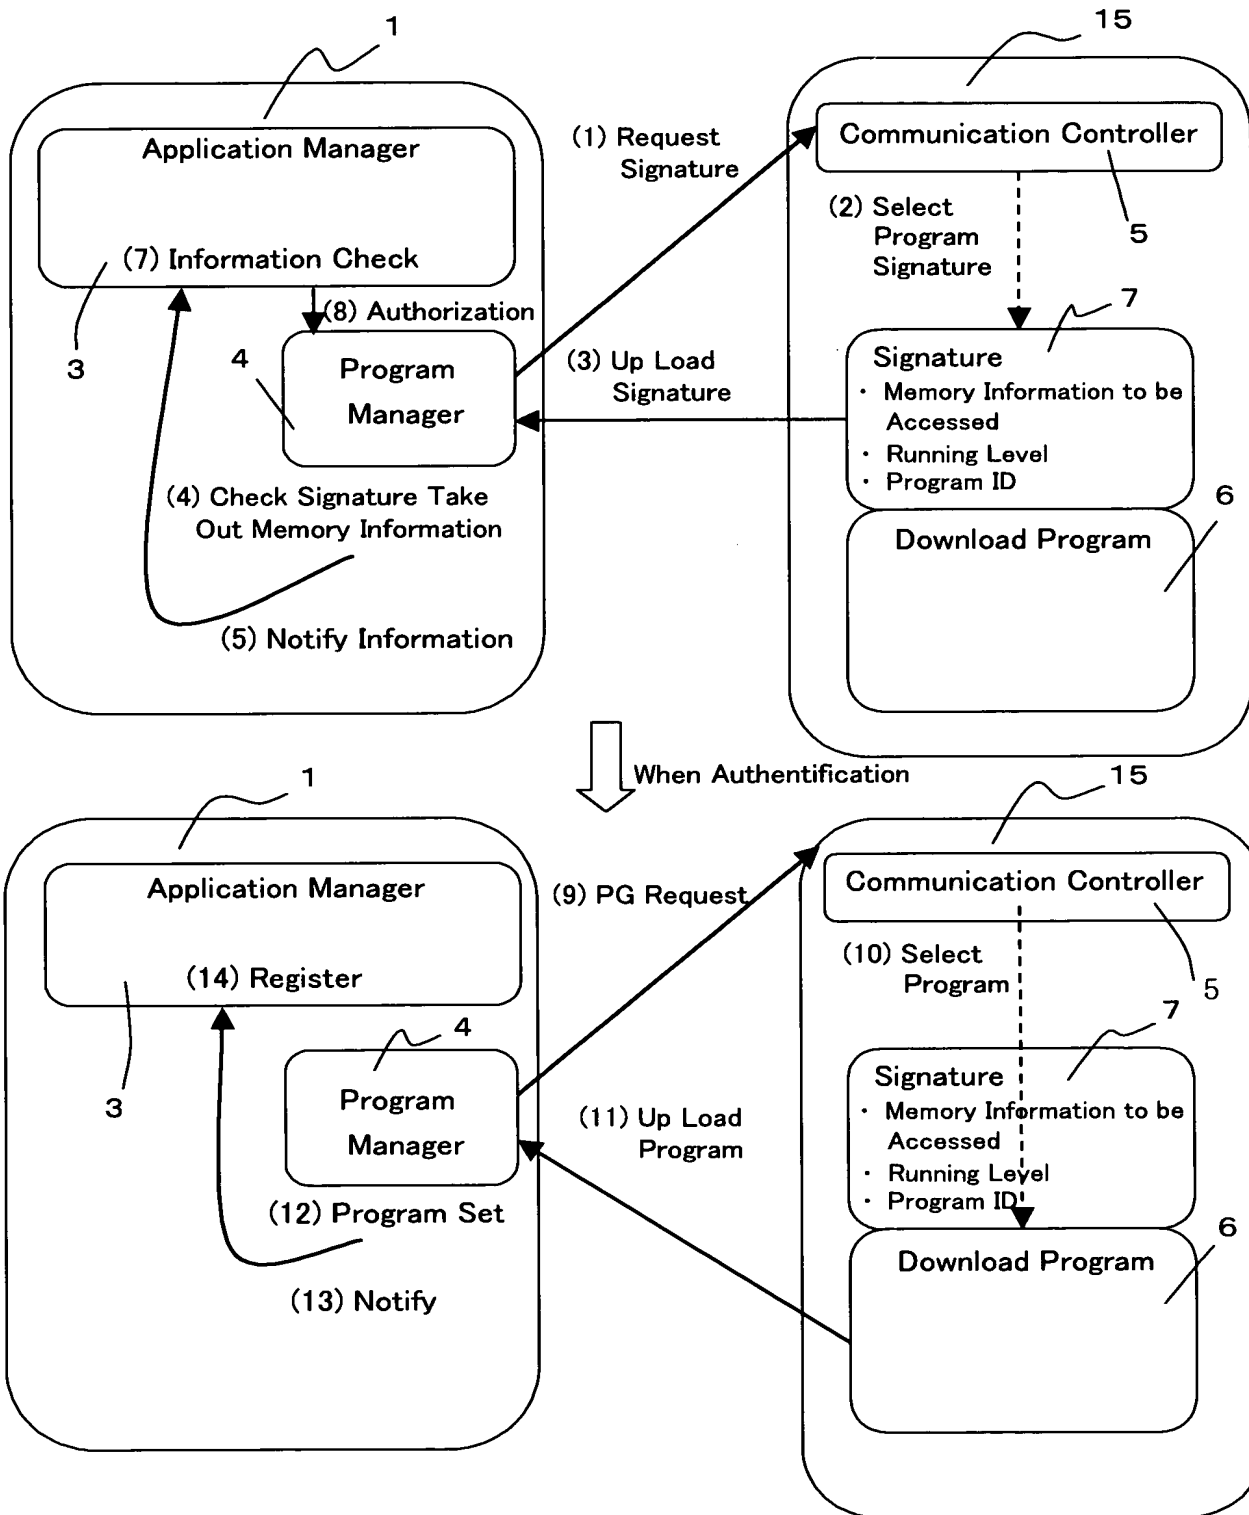 1
15
Application Manager
(7) Information Check
3
(8) Authorization
4
Program
Manager
(4) Check Signature Take
Out Memory Information
(5) Notify Information
(1) Request
Signature
(3) Up Load
Signature
Communication Controller
5
(2) Select
Program
Signature
7
Signature
・ Memory Information to be
Accessed
・ Running Level
・ Program ID
6
Download Program
When Authentification
1
15
Application Manager
(14) Register
3
4
Program
Manager
(12) Program Set
(13) Notify
(9) PG Request
(11) Up Load
Program
Communication Controller
5
(10) Select
Program
7
Signature
・ Memory Information to be
Accessed
・ Running Level
・ Program ID
6
Download Program